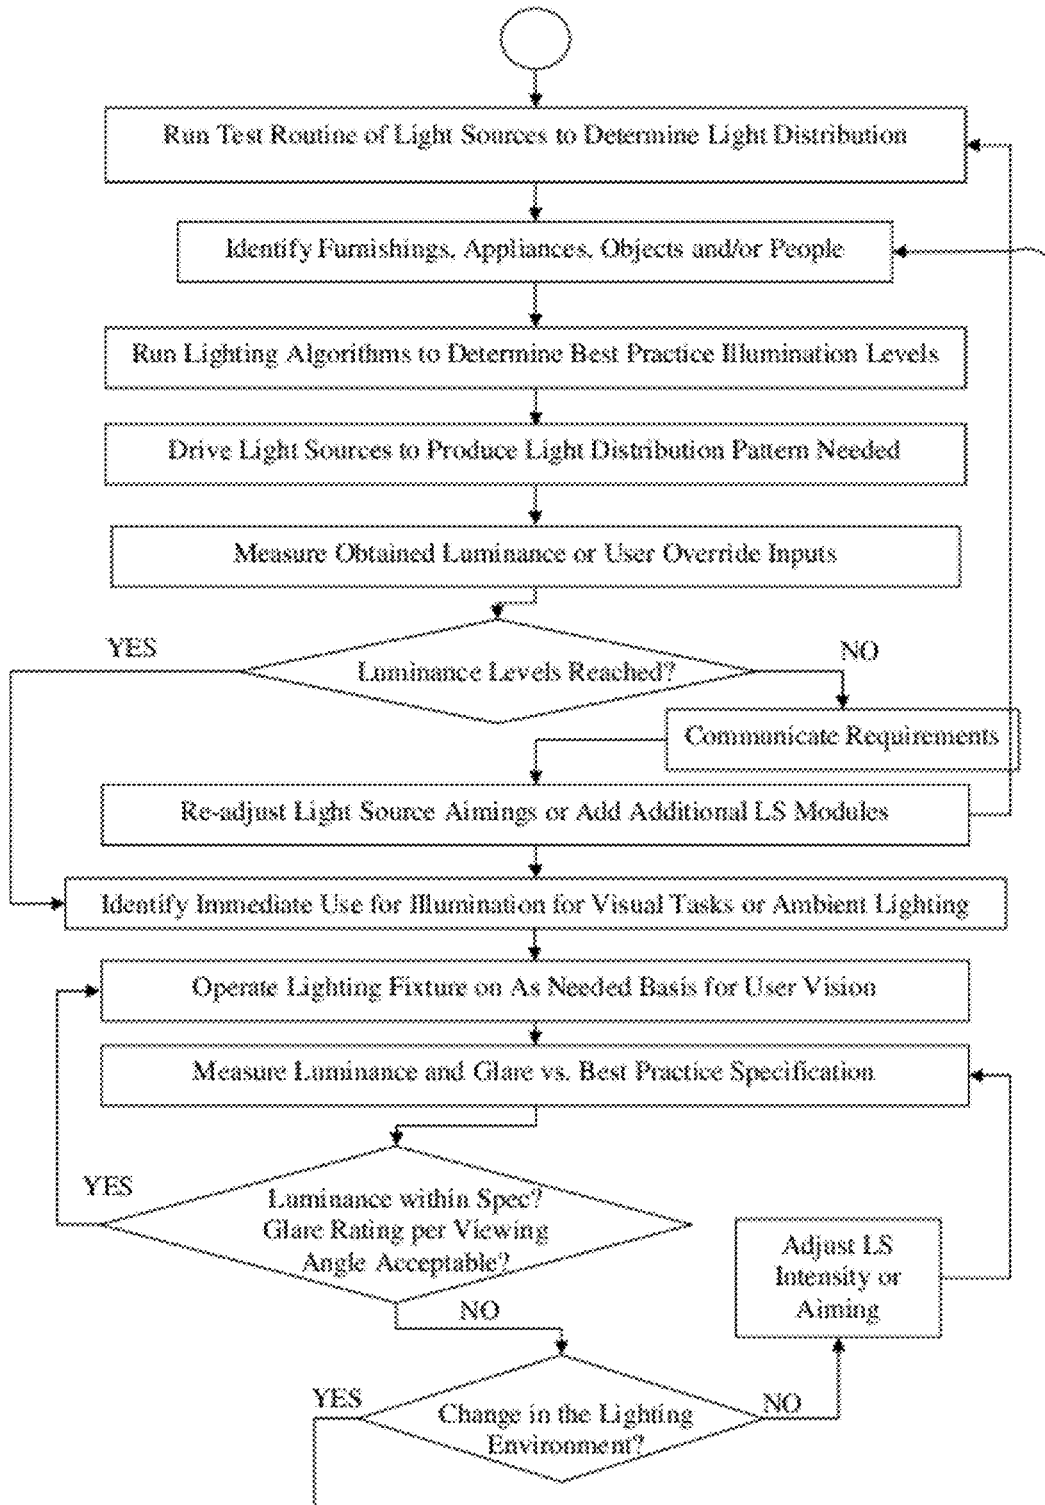 Run Test Routine of Light Sources to Determine Light Distribution
Identify Furnishings, Appliances, Objects and/or People
Run Lighting Algorithms to Determine Best Practice Illumination Levels
Drive Light Sources to Produce Light Distribution Pattern Needed
Measure Obtained Luminance or User Override Inputs
YES
NO
Luminance Levels Reached?
Communicate Requirements
Re-adjust Light Source Aimings or Add Additional LS Modules
Identify Immediate Use for Illumination for Visual Tasks or Ambient Lighting
Operate Lighting Fixture on As Needed Basis for User Vision
Measure Luminance and Glare vs. Best Practice Specification
YES
Luminance within Spec?
Glare Rating per Viewing
Angle Acceptable?
Adjust LS
Intensity or
Aiming
NO
YES
NO
Change in the Lighting
Environment?